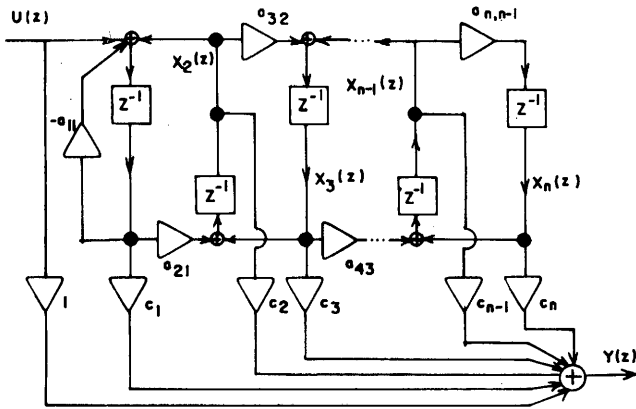 U(z)
a32
an,n-1
X2(z)
Xn-1(z)
z-1
z-1
z-1
-a11
X3(z)
Xn(z)
z-1
z-1
a21
a43
1
c1
c2
c3
cn-1
cn
Y(z)